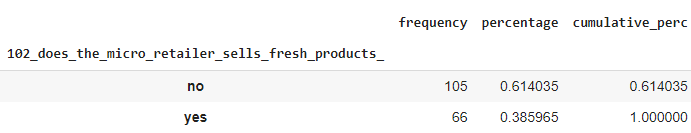 frequency percentage cumulative_perc
102_does_the_micro_retailer_sells_fresh_products_
no 105 0.614035 0.614035
yes 66 0.385965 1.000000